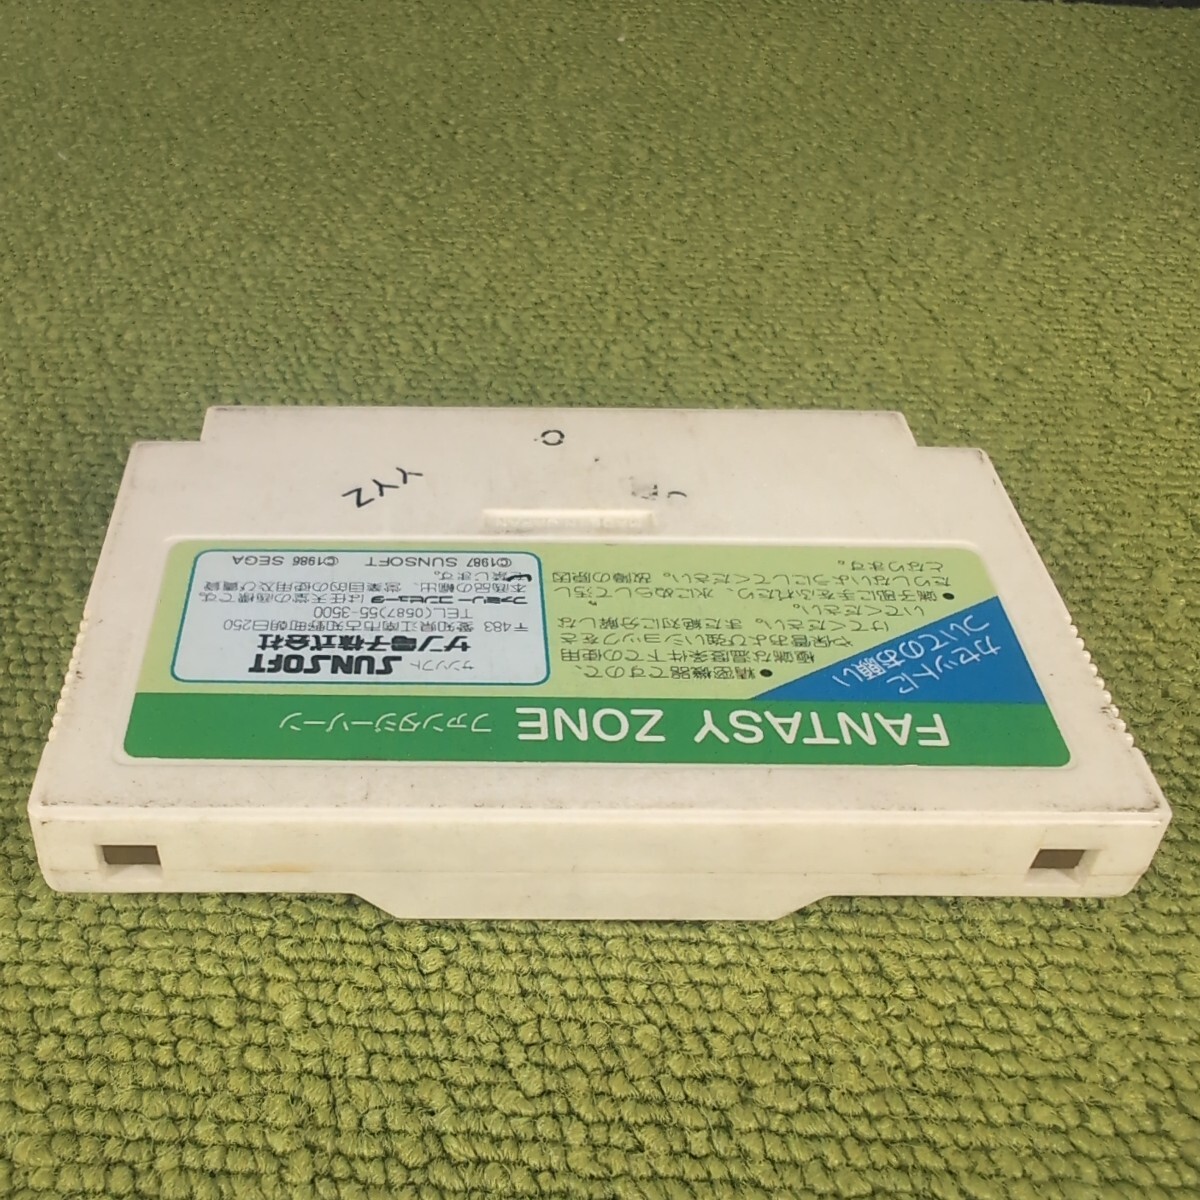 FANTASY ZONE ファンタジーゾーン
カセットに
ついてのお願い
●精密機器ですので、
極端な温度条件下での使用
や保管および強いショックをさ
けてください。また絶対に分解しな
いでください。
●端子部に手をふれたり、水にぬらして汚し
たりしないようにしてください。故障の原因
となります。
サンソフト
SUNSOFT
サン電子株式会社
〒483 愛知県江南市古知野町朝日250
TEL(0587)55-3500
ファミリーコンピュータは任天堂の商標です。
本商品の輸出、営業目的の使用及び賃貸
を禁じます。
©1987 SUNSOFT ©1986 SEGA
YYZ
C